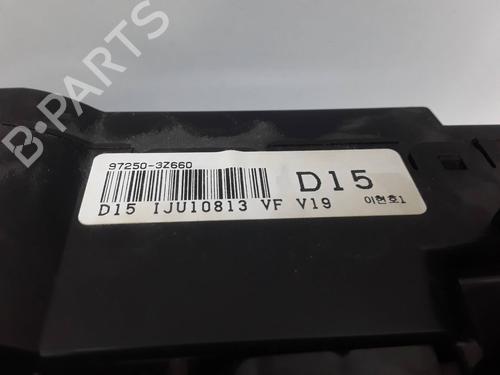 B-PARTS
97250-3Z660
D15
D15 IJU10813 VF V19
이현호1